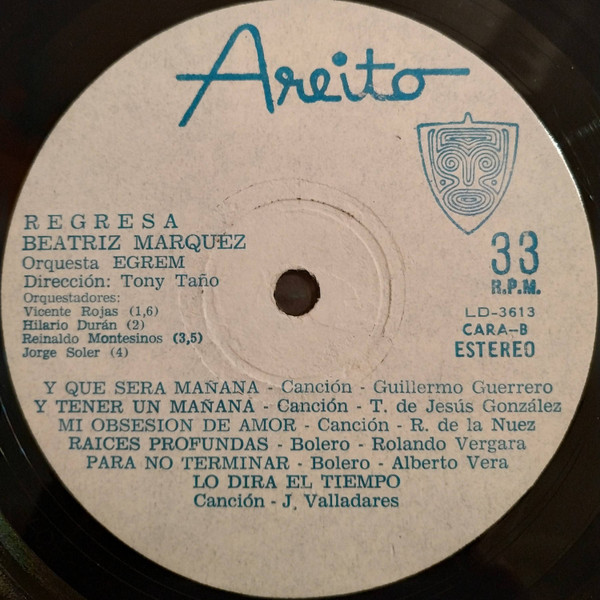 Areito
REGRESA
BEATRIZ MARQUEZ
Orquesta EGREM
Dirección: Tony Taño
Orquestadores:
Vicente Rojas (1,6)
Hilario Durán (2)
Reinaldo Montesinos (3,5)
Jorge Soler (4)
33
R.P.M.
LD-3613
CARA-B
ESTEREO
Y QUE SERA MAÑANA - Canción - Guillermo Guerrero
Y TENER UN MAÑANA - Canción - T. de Jesús González
MI OBSESION DE AMOR - Canción - R. de la Nuez
RAICES PROFUNDAS - Bolero - Rolando Vergara
PARA NO TERMINAR - Bolero - Alberto Vera
LO DIRA EL TIEMPO
Canción - J. Valladares